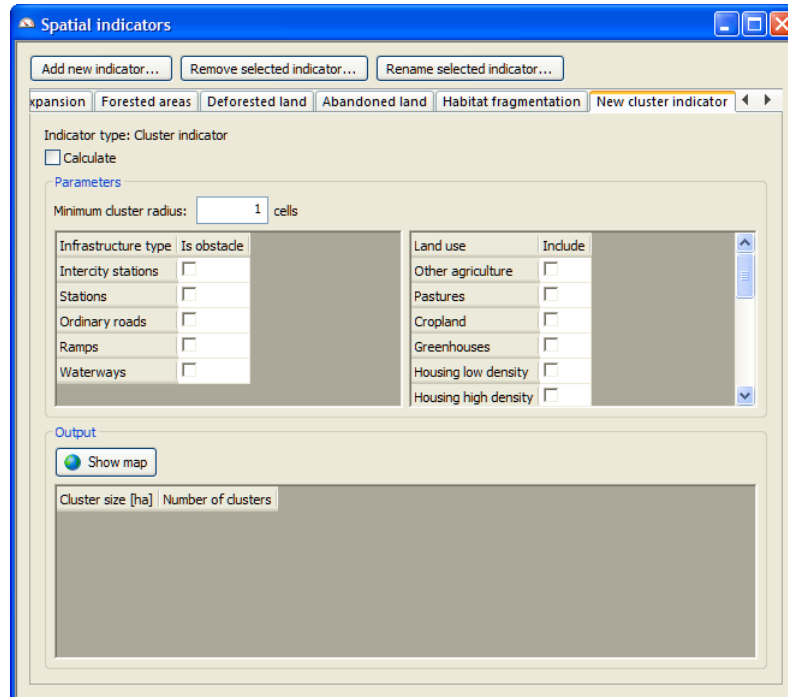 Spatial indicators
Add new indicator... Remove selected indicator... Rename selected indicator...
xpansion Forested areas Deforested land Abandoned land Habitat fragmentation New cluster indicator
Indicator type: Cluster indicator
Calculate
Parameters
Minimum cluster radius: 1 cells
Infrastructure type Is obstacle
Intercity stations
Stations
Ordinary roads
Ramps
Waterways
Land use Include
Other agriculture
Pastures
Cropland
Greenhouses
Housing low density
Housing high density
Output
Show map
Cluster size [ha] Number of clusters